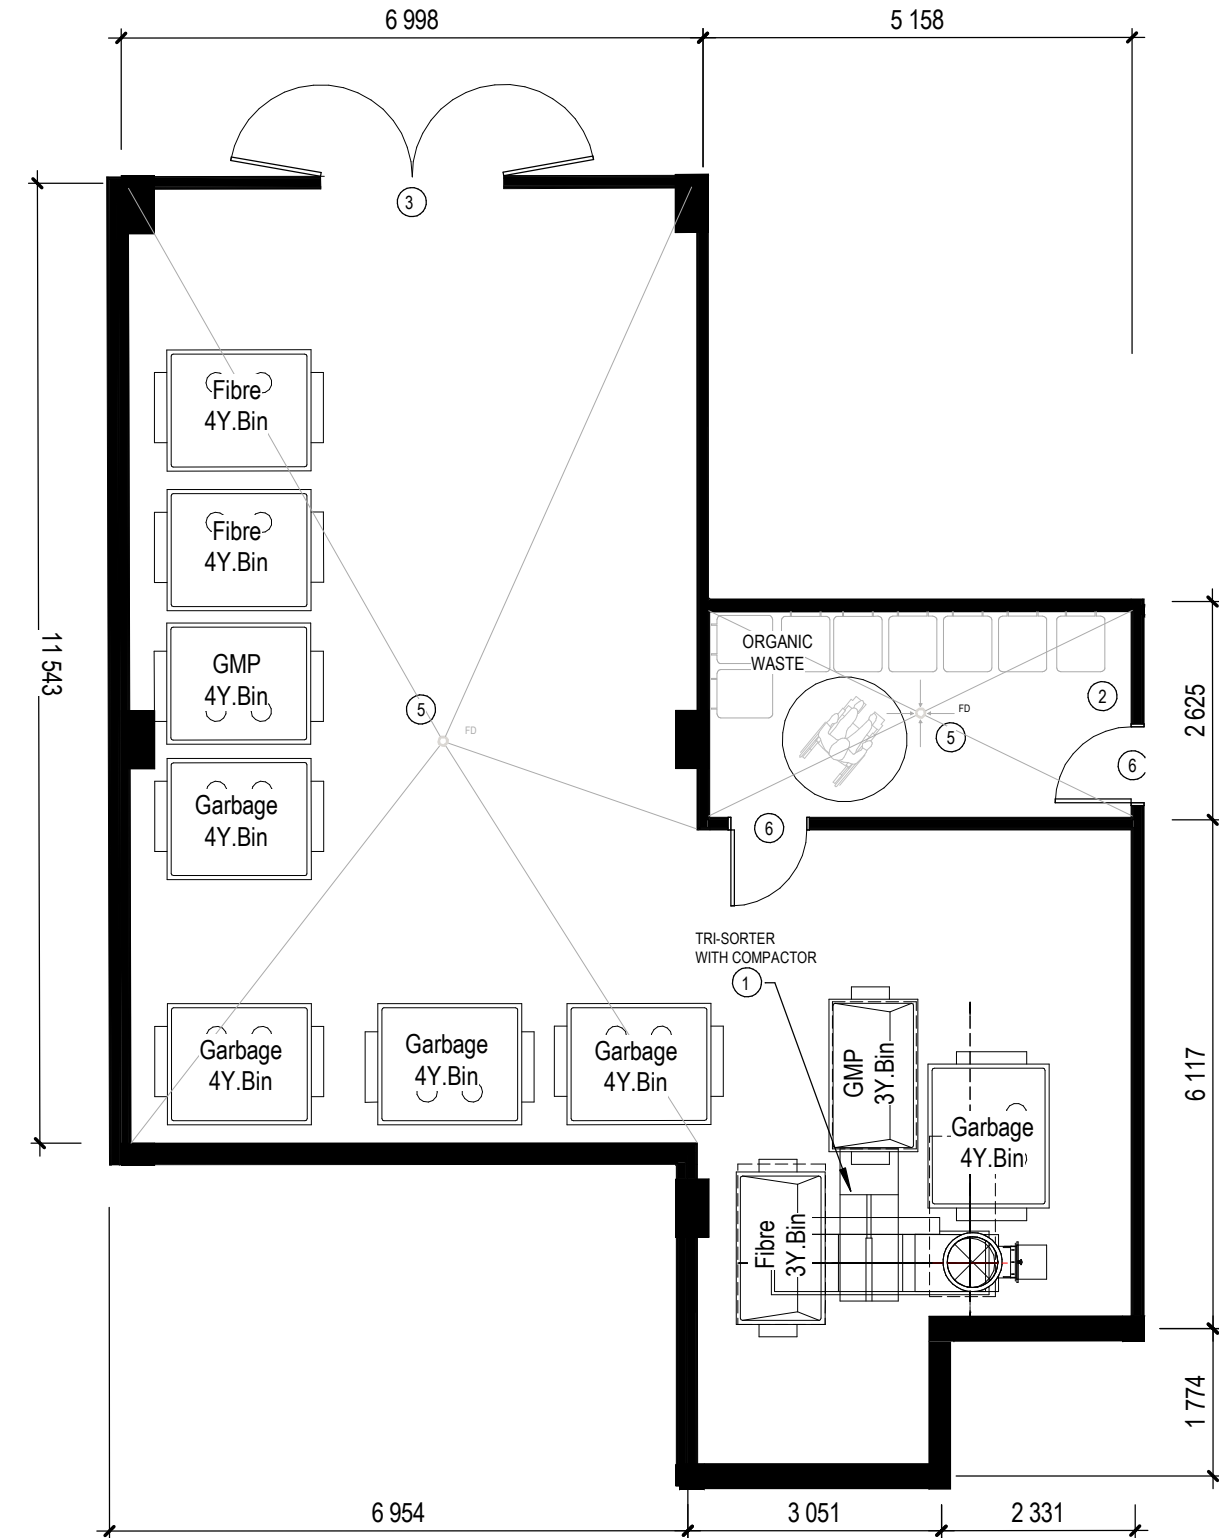 6 998
5 158
3
Fibre
4Y.Bin
Fibre
4Y.Bin
11 543
GMP
4Y.Bin
5
FD
ORGANIC
WASTE
2
FD
5
2 625
6
6
Garbage
4Y.Bin
TRI-SORTER
WITH COMPACTOR
1
Garbage
4Y.Bin
Garbage
4Y.Bin
Garbage
4Y.Bin
GMP
3Y.Bin
Garbage
4Y.Bin
6 117
Fibre
3Y.Bin
1 774
6 954
3 051
2 331